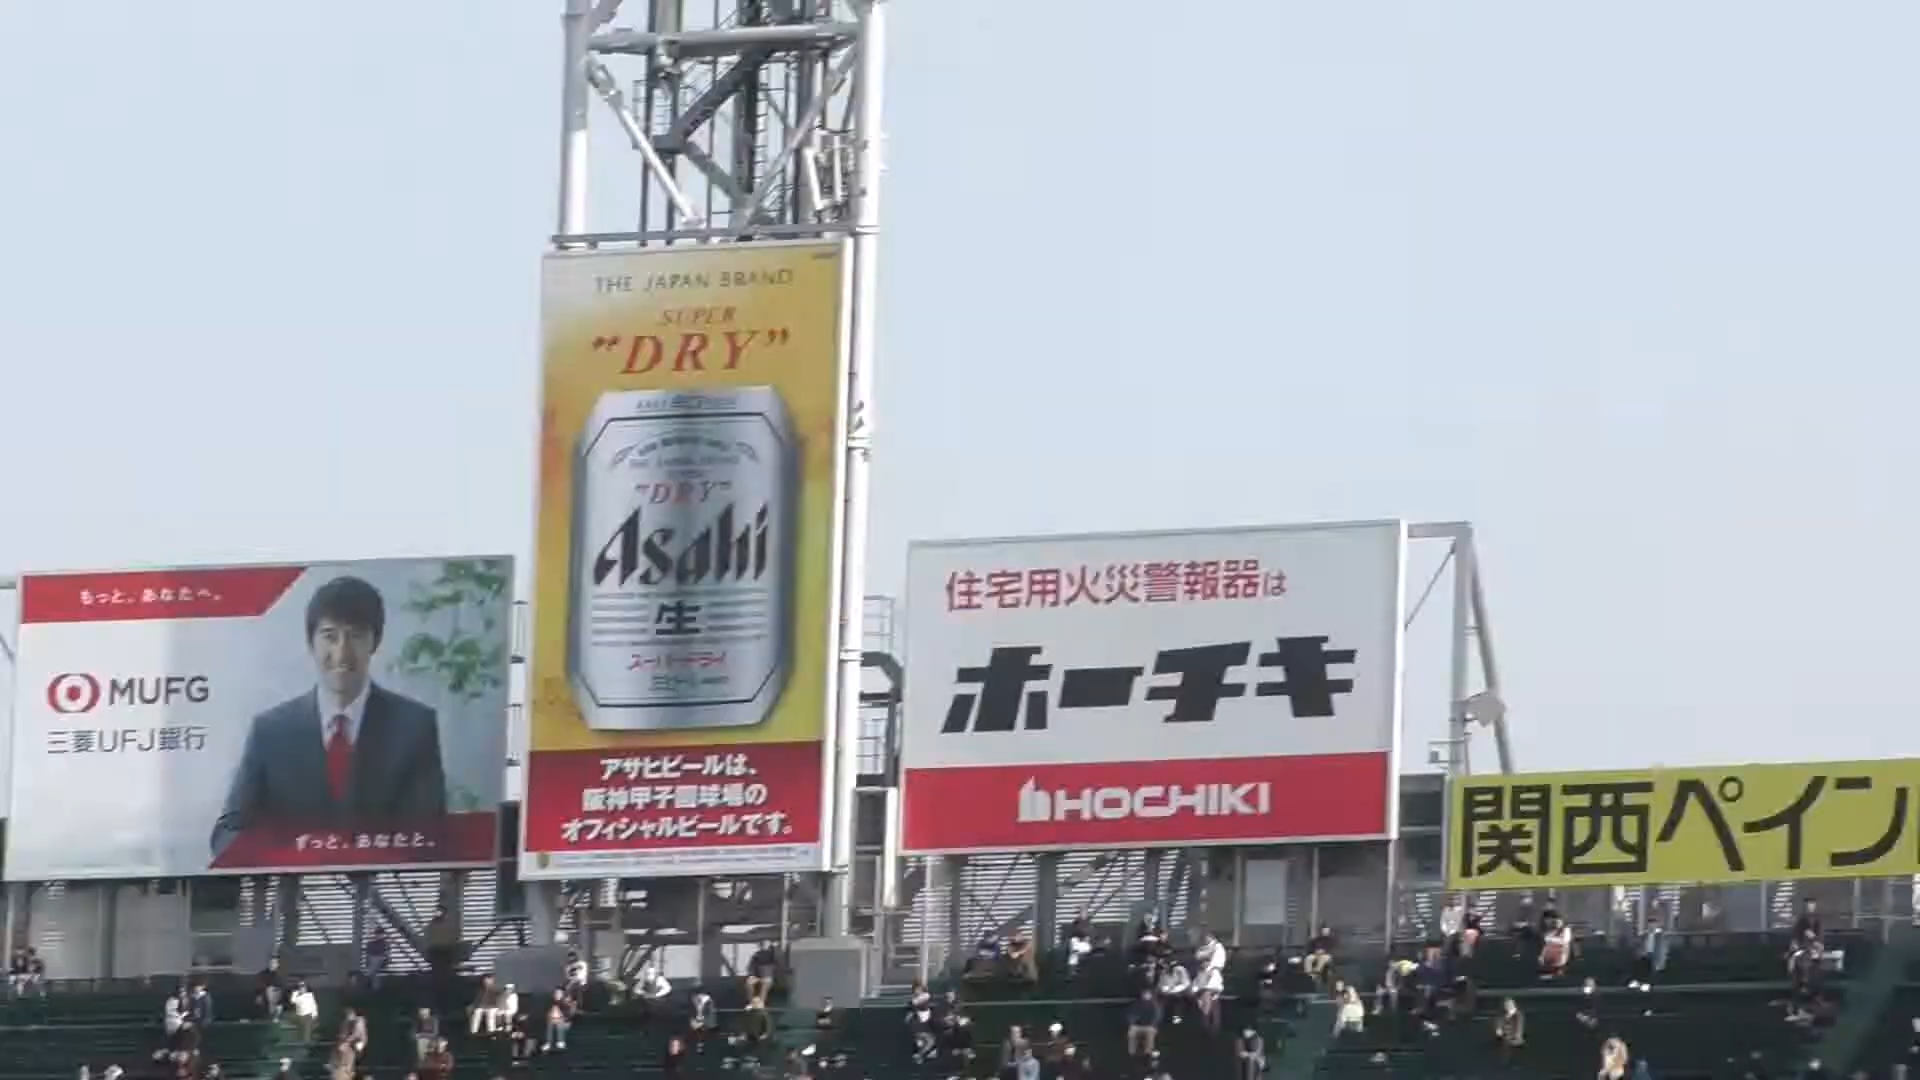 もっと、あなたへ。
MUFG
三菱UFJ銀行
ずっと、あなたと。
THE JAPAN BRAND
SUPER
"DRY"
"DRY"
Asahi
生
スーパードライ
アサヒビールは、
阪神甲子園球場の
オフィシャルビールです。
住宅用火災警報器は
ホーチキ
HOCHIKI
関西ペイン